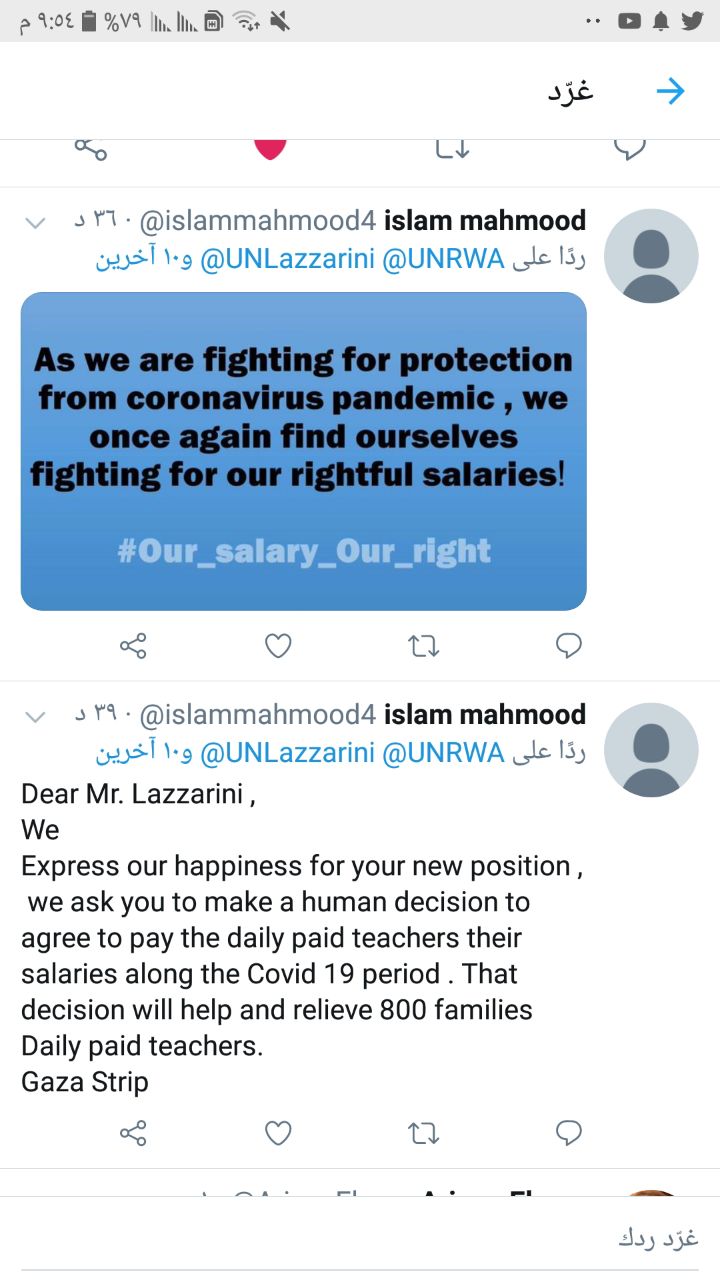 م ٩:٥٤ %٧٩
غرّد
islam mahmood @islammahmood4 · ٣٦ د
ردًا على @UNLazzarini @UNRWA و١٠ آخرين
As we are fighting for protection
from coronavirus pandemic , we
once again find ourselves
fighting for our rightful salaries!
#Our_salary_Our_right
islam mahmood @islammahmood4 · ٣٩ د
ردًا على @UNLazzarini @UNRWA و١٠ آخرين
Dear Mr. Lazzarini ,
We
Express our happiness for your new position ,
we ask you to make a human decision to
agree to pay the daily paid teachers their
salaries along the Covid 19 period . That
decision will help and relieve 800 families
Daily paid teachers.
Gaza Strip
غرّد ردك